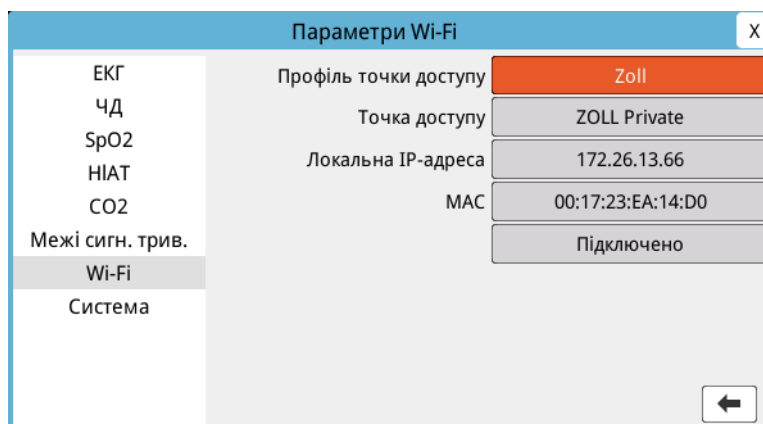 Параметри Wi-Fi
X
ЕКГ
ЧД
SpO2
НІАТ
CO2
Межі сигн. трив.
Wi-Fi
Система
Профіль точки доступу Zoll
Точка доступу ZOLL Private
Локальна IP-адреса 172.26.13.66
MAC 00:17:23:EA:14:D0
Підключено